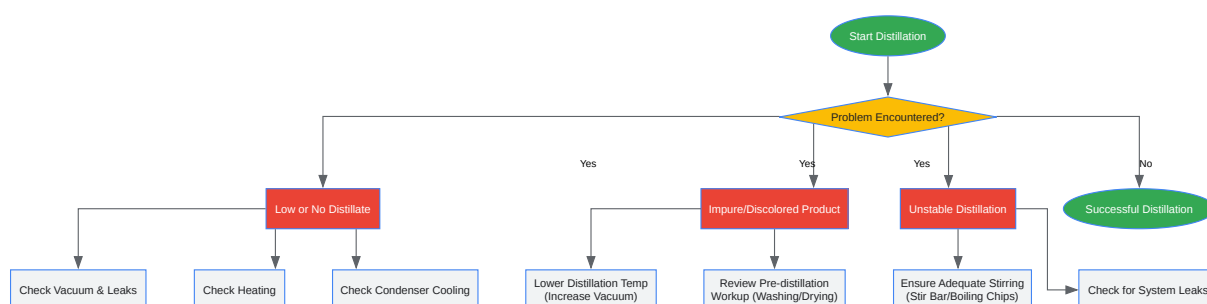 Start Distillation
Problem Encountered?
Yes
Yes
Yes
No
Low or No Distillate
Impure/Discolored Product
Unstable Distillation
Successful Distillation
Check Vacuum & Leaks
Check Heating
Check Condenser Cooling
Lower Distillation Temp
(Increase Vacuum)
Review Pre-distillation
Workup (Washing/Drying)
Ensure Adequate Stirring
(Stir Bar/Boiling Chips)
Check for System Leaks